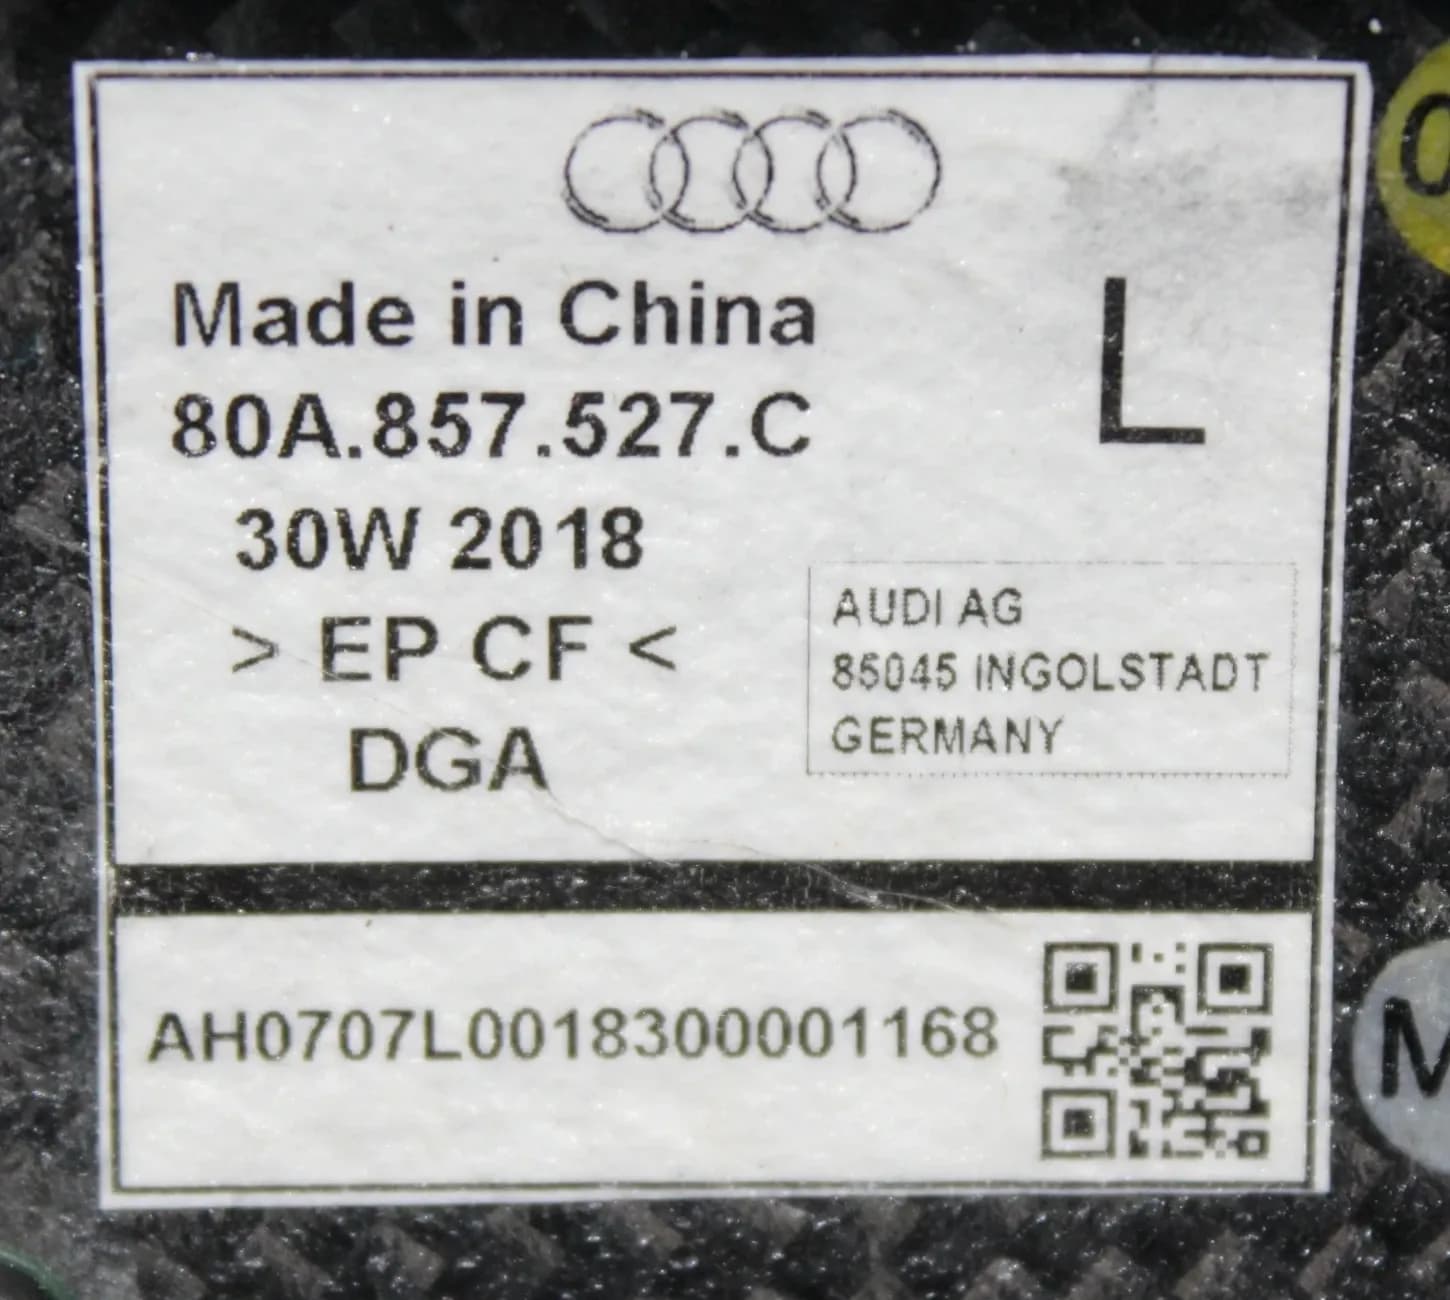 Made in China
L
80A.857.527.C
30W 2018
> EP CF <
DGA
AUDI AG
85045 INGOLSTADT
GERMANY
AH0707L0018300001168
M